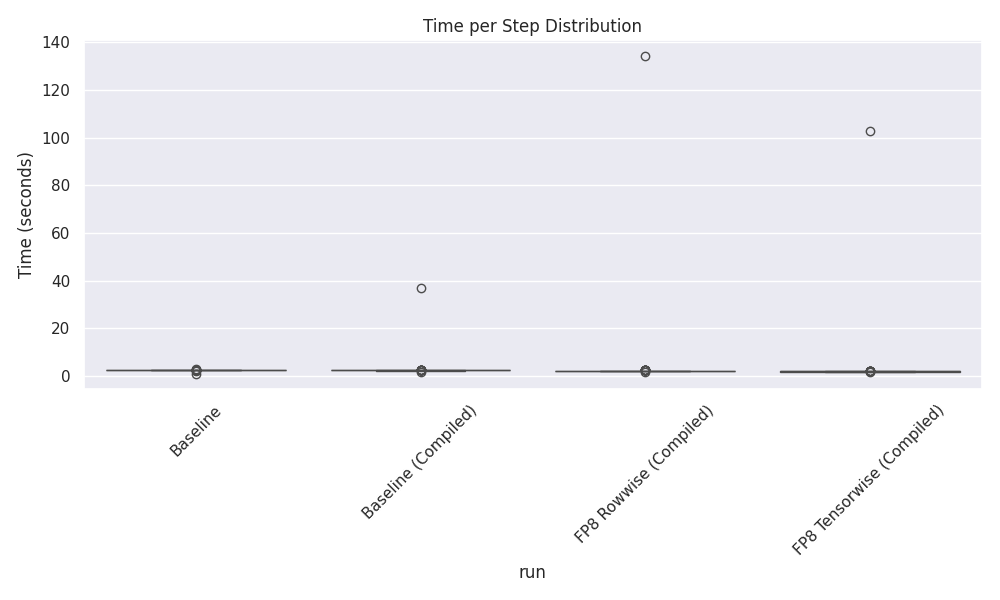 Time per Step Distribution
Time (seconds)
140
120
100
80
60
40
20
0
Baseline
Baseline (Compiled)
FP8 Rowwise (Compiled)
FP8 Tensorwise (Compiled)
run